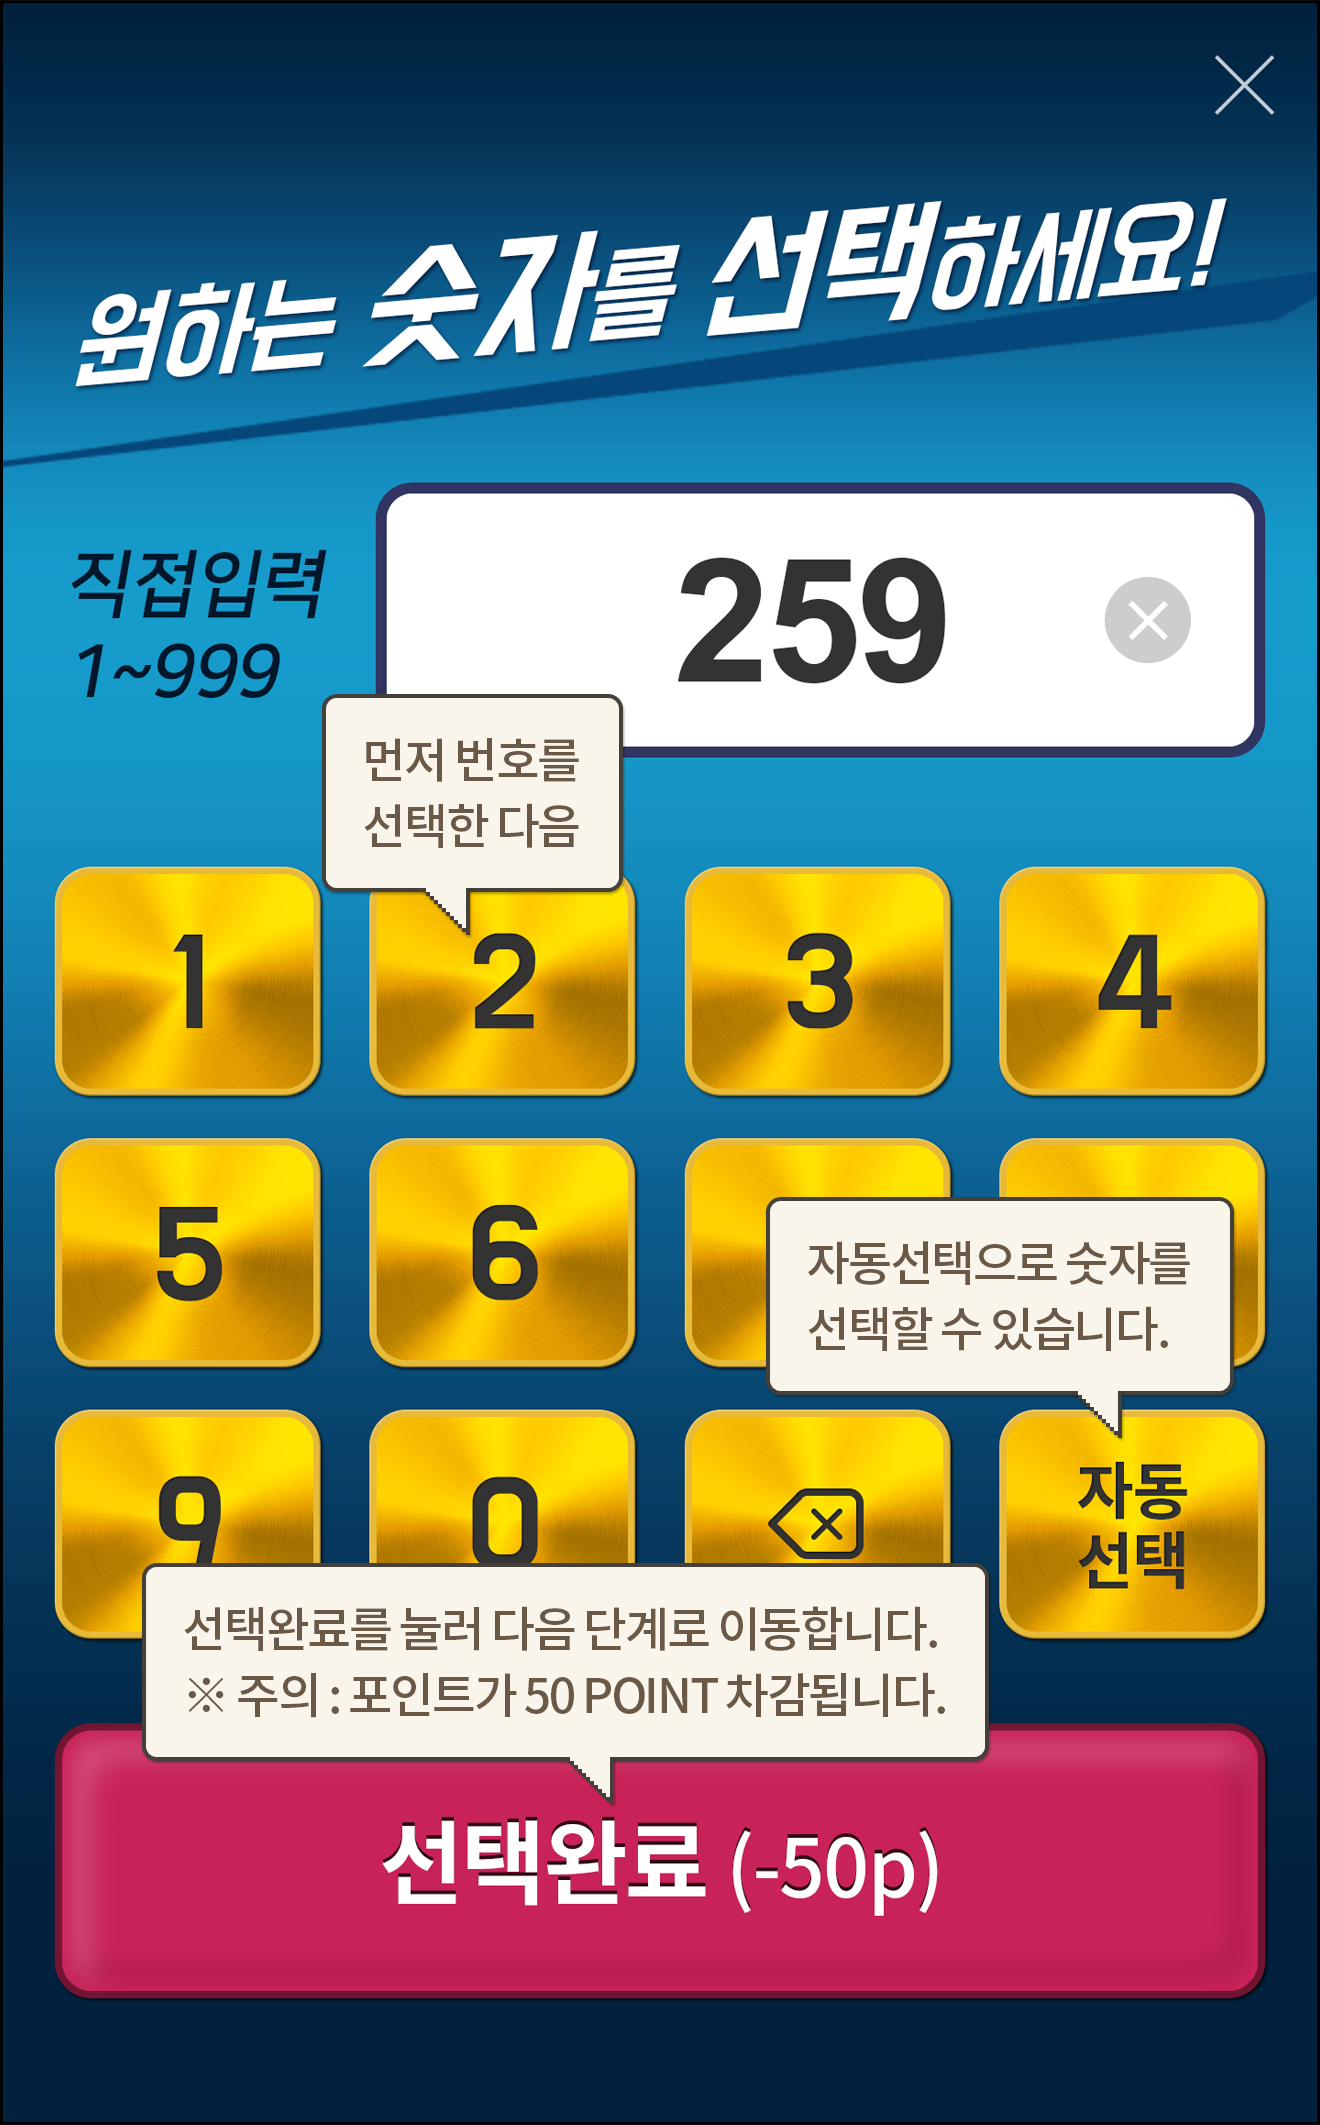 원하는 숫자를 선택하세요!
직접입력
1~999
259
먼저 번호를
선택한 다음
1
2
3
4
5
6
자동선택으로 숫자를
선택할 수 있습니다.
9
0
자동
선택
선택완료를 눌러 다음 단계로 이동합니다.
※ 주의 : 포인트가 50 POINT 차감됩니다.
선택완료 (-50p)